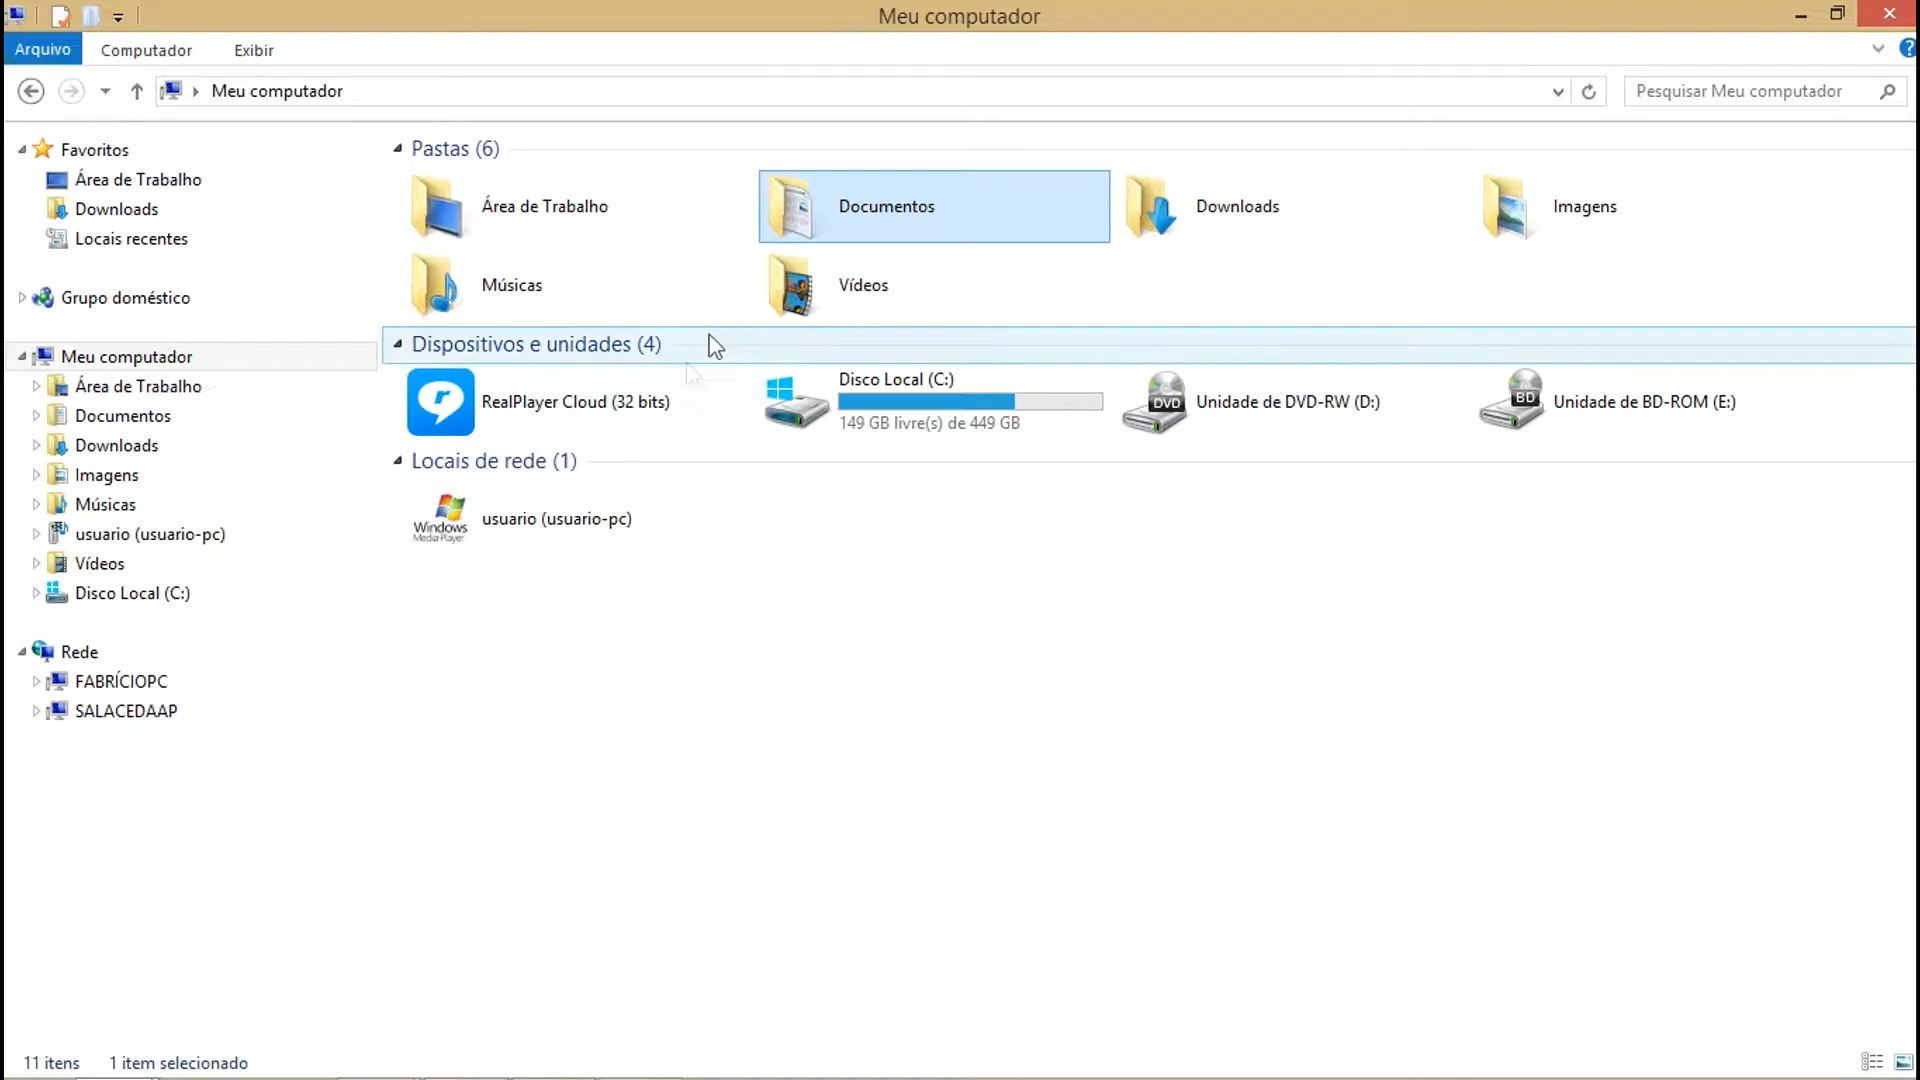 Meu computador
Arquivo
Computador
Exibir
?
Meu computador
Pesquisar Meu computador
Favoritos
Área de Trabalho
Downloads
Locais recentes
Grupo doméstico
Meu computador
Área de Trabalho
Documentos
Downloads
Imagens
Músicas
usuario (usuario-pc)
Vídeos
Disco Local (C:)
Rede
FABRÍCIOPC
SALACEDAAP
Pastas (6)
Área de Trabalho
Documentos
Downloads
Imagens
Músicas
Vídeos
Dispositivos e unidades (4)
r
RealPlayer Cloud (32 bits)
Disco Local (C:)
149 GB livre(s) de 449 GB
DVD
Unidade de DVD-RW (D:)
BD
Unidade de BD-ROM (E:)
Locais de rede (1)
Windows
Media Player
usuario (usuario-pc)
11 itens
1 item selecionado